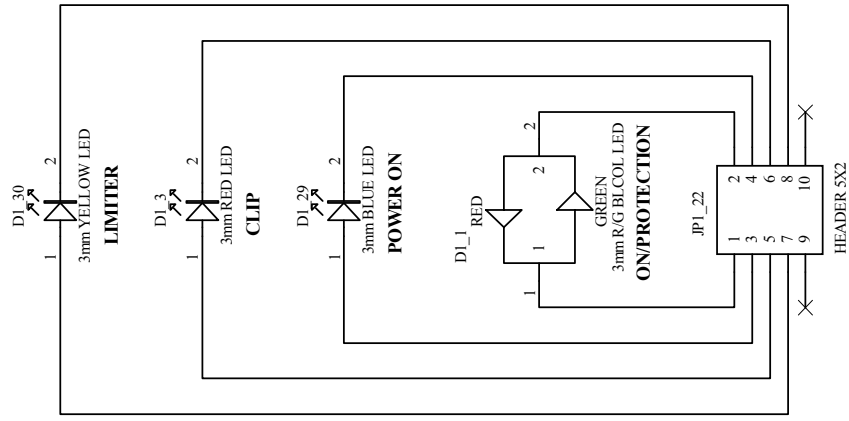 D1_30
1
2
3mm YELLOW LED
LIMITER
D1_3
1
2
3mm RED LED
CLIP
D1_29
1
2
3mm BLUE LED
POWER ON
D1_1
RED
1
1
2
2
GREEN
3mm R/G BLCOL LED
ON/PROTECTION
JP1_22
1 2
3 4
5 6
7 8
9 10
HEADER 5X2